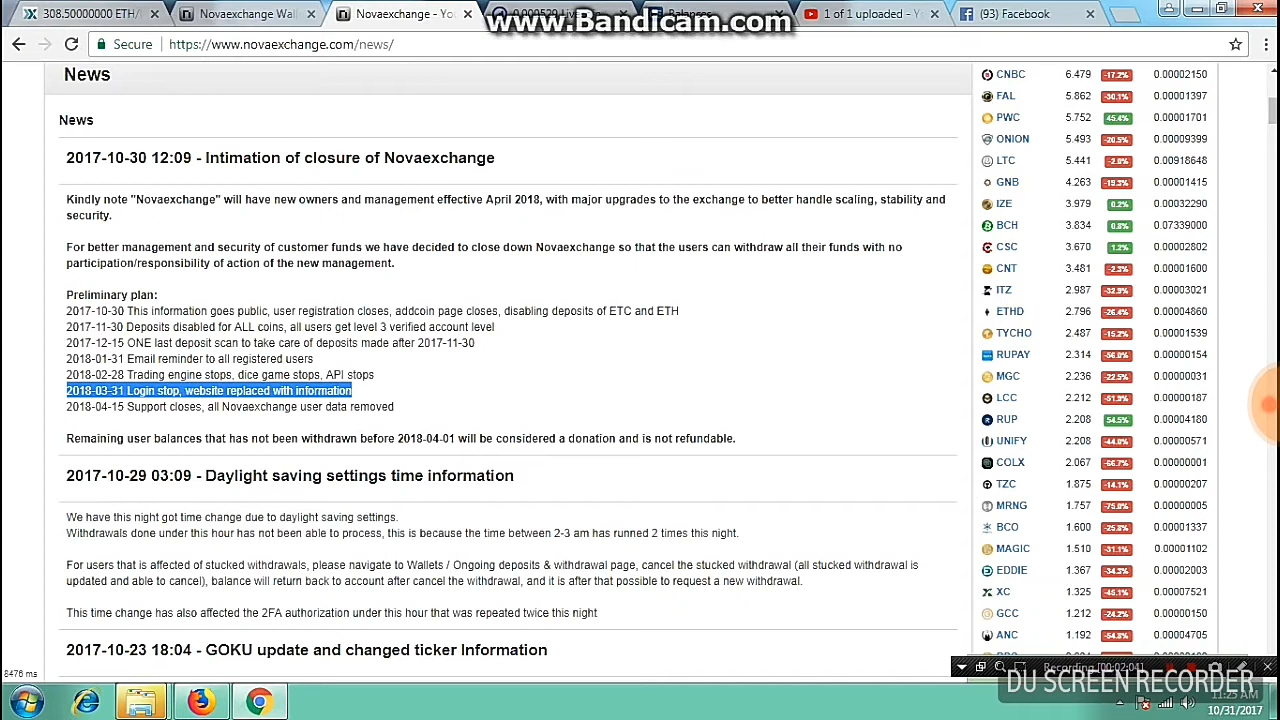 308.50000000 ETH/
Novaexchange Wal
Novaexchange - Yo
Balances
1 of 1 uploaded - Y
(93) Facebook
www.Bandicam.com
Secure
https://www.novaexchange.com/news/
News
News
2017-10-30 12:09 - Intimation of closure of Novaexchange
Kindly note "Novaexchange" will have new owners and management effective April 2018, with major upgrades to the exchange to better handle scaling, stability and
security.
For better management and security of customer funds we have decided to close down Novaexchange so that the users can withdraw all their funds with no
participation/responsibility of action of the new management.
Preliminary plan:
2017-10-30 This information goes public, user registration closes, addcoin page closes, disabling deposits of ETC and ETH
2017-11-30 Deposits disabled for ALL coins, all users get level 3 verified account level
2017-12-15 ONE last deposit scan to take care of deposits made after 2017-11-30
2018-01-31 Email reminder to all registered users
2018-02-28 Trading engine stops, dice game stops, API stops
2018-03-31 Login stop, website replaced with information
2018-04-15 Support closes, all Novaexchange user data removed
Remaining user balances that has not been withdrawn before 2018-04-01 will be considered a donation and is not refundable.
2017-10-29 03:09 - Daylight saving settings time information
We have this night got time change due to daylight saving settings.
Withdrawals done under this hour has not been able to process, this is because the time between 2-3 am has runned 2 times this night.
For users that is affected of stucked withdrawals, please navigate to Wallets / Ongoing deposits & withdrawal page, cancel the stucked withdrawal (all stucked withdrawal is
updated and able to cancel), balance will return back to account after cancel the withdrawal, and it is after that possible to request a new withdrawal.
This time change has also affected the 2FA authorization under this hour that was repeated twice this night
2017-10-23 18:04 - GOKU update and changed ticker Information
CNBC 6.479 -17.2% 0.00002150
FAL 5.862 -30.1% 0.00001397
PWC 5.752 45.4% 0.00001701
ONION 5.493 -20.5% 0.00009399
LTC 5.441 -2.0% 0.00918648
GNB 4.263 -19.3% 0.00001415
IZE 3.979 0.2% 0.00032290
BCH 3.834 0.8% 0.07339000
CSC 3.670 1.2% 0.00002802
CNT 3.481 -2.3% 0.00001600
ITZ 2.987 -32.9% 0.00003021
ETHD 2.796 -26.4% 0.00004860
TYCHO 2.487 -15.2% 0.00001539
RUPAY 2.314 -56.0% 0.00000154
MGC 2.236 -22.5% 0.00000031
LCC 2.212 -51.9% 0.00000187
RUP 2.208 54.5% 0.00004180
UNIFY 2.208 -44.0% 0.00000571
COLX 2.067 -66.7% 0.00000001
TZC 1.875 -14.1% 0.00000207
MRNG 1.757 -75.0% 0.00000005
BCO 1.600 -25.8% 0.00001337
MAGIC 1.510 -31.1% 0.00001102
EDDIE 1.367 -34.3% 0.00002003
XC 1.325 -45.1% 0.00007521
GCC 1.212 -24.2% 0.00000150
ANC 1.192 -54.8% 0.00004705
8476 ms
Recording [00:02:04]
DU SCREEN RECORDER
11:25 AM
10/31/2017